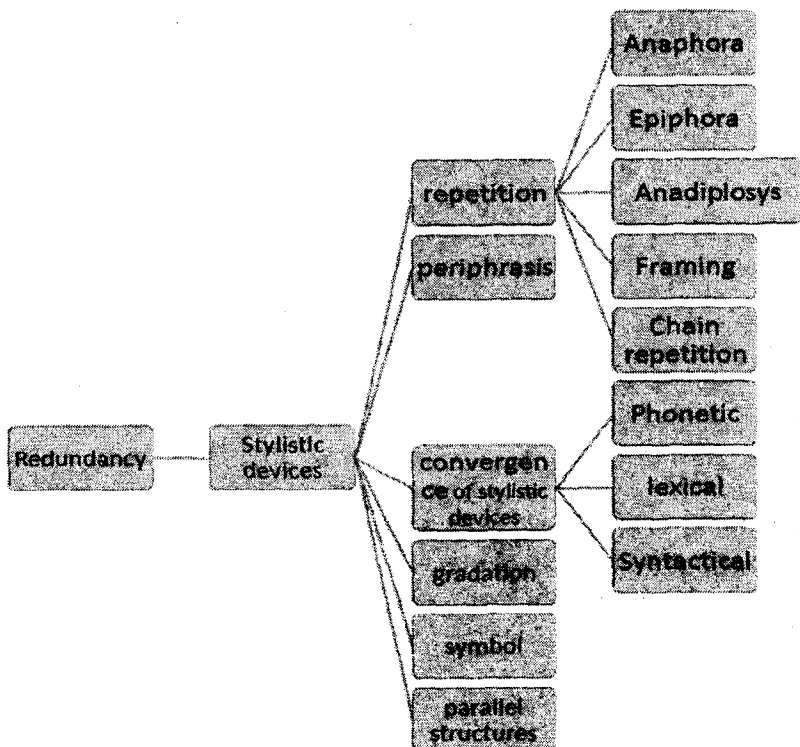 Redundancy
Stylistic
devices
repetition
periphrasis
convergen
ce of stylistic
devices
gradation
symbol
parallel
structures
Anaphora
Epiphora
Anadiplosys
Framing
Chain
repetition
Phonetic
lexical
Syntactical